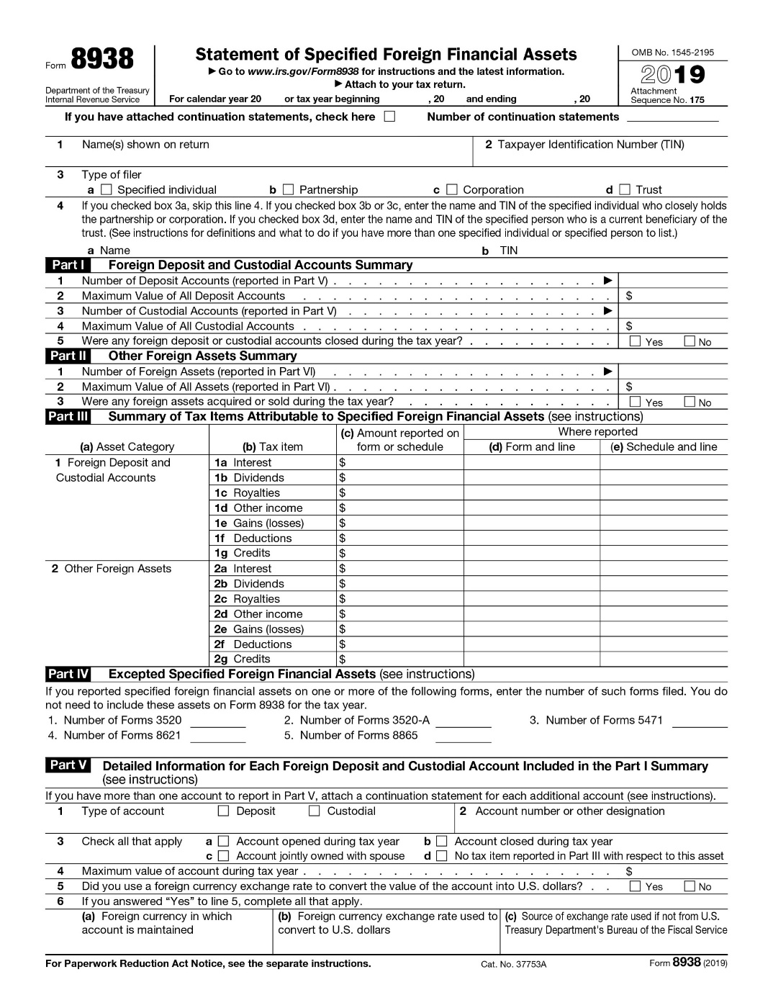 Form 8938
Department of the Treasury
Internal Revenue Service
Statement of Specified Foreign Financial Assets
▶ Go to www.irs.gov/Form8938 for instructions and the latest information.
▶ Attach to your tax return.
For calendar year 20 or tax year beginning , 20 and ending , 20
OMB No. 1545-2195
2019
Attachment
Sequence No. 175
If you have attached continuation statements, check here ☐ Number of continuation statements
1 Name(s) shown on return
2 Taxpayer Identification Number (TIN)
3 Type of filer
a ☐ Specified individual b ☐ Partnership c ☐ Corporation d ☐ Trust
4 If you checked box 3a, skip this line 4. If you checked box 3b or 3c, enter the name and TIN of the specified individual who closely holds
the partnership or corporation. If you checked box 3d, enter the name and TIN of the specified person who is a current beneficiary of the
trust. (See instructions for definitions and what to do if you have more than one specified individual or specified person to list.)
a Name b TIN
Part I Foreign Deposit and Custodial Accounts Summary
1 Number of Deposit Accounts (reported in Part V) . . . . . . . . . . . . . . . . . . ▶
2 Maximum Value of All Deposit Accounts . . . . . . . . . . . . . . . . . . . . . $
3 Number of Custodial Accounts (reported in Part V) . . . . . . . . . . . . . . . . . ▶
4 Maximum Value of All Custodial Accounts . . . . . . . . . . . . . . . . . . . . . $
5 Were any foreign deposit or custodial accounts closed during the tax year? . . . . . . . . . . ☐ Yes ☐ No
Part II Other Foreign Assets Summary
1 Number of Foreign Assets (reported in Part VI) . . . . . . . . . . . . . . . . . . ▶
2 Maximum Value of All Assets (reported in Part VI) . . . . . . . . . . . . . . . . . . . $
3 Were any foreign assets acquired or sold during the tax year? . . . . . . . . . . . . . . ☐ Yes ☐ No
Part III Summary of Tax Items Attributable to Specified Foreign Financial Assets (see instructions)
(a) Asset Category
(b) Tax item
(c) Amount reported on
form or schedule
Where reported
(d) Form and line
(e) Schedule and line
1 Foreign Deposit and
Custodial Accounts
1a Interest $
1b Dividends $
1c Royalties $
1d Other income $
1e Gains (losses) $
1f Deductions $
1g Credits $
2 Other Foreign Assets
2a Interest $
2b Dividends $
2c Royalties $
2d Other income $
2e Gains (losses) $
2f Deductions $
2g Credits $
Part IV Excepted Specified Foreign Financial Assets (see instructions)
If you reported specified foreign financial assets on one or more of the following forms, enter the number of such forms filed. You do
not need to include these assets on Form 8938 for the tax year.
1. Number of Forms 3520 2. Number of Forms 3520-A 3. Number of Forms 5471
4. Number of Forms 8621 5. Number of Forms 8865
Part V Detailed Information for Each Foreign Deposit and Custodial Account Included in the Part I Summary
(see instructions)
If you have more than one account to report in Part V, attach a continuation statement for each additional account (see instructions).
1 Type of account ☐ Deposit ☐ Custodial
2 Account number or other designation
3 Check all that apply a ☐ Account opened during tax year b ☐ Account closed during tax year
c ☐ Account jointly owned with spouse d ☐ No tax item reported in Part III with respect to this asset
4 Maximum value of account during tax year . . . . . . . . . . . . . . . . . . . . . $
5 Did you use a foreign currency exchange rate to convert the value of the account into U.S. dollars? . . ☐ Yes ☐ No
6 If you answered “Yes” to line 5, complete all that apply.
(a) Foreign currency in which
account is maintained
(b) Foreign currency exchange rate used to
convert to U.S. dollars
(c) Source of exchange rate used if not from U.S.
Treasury Department's Bureau of the Fiscal Service
For Paperwork Reduction Act Notice, see the separate instructions. Cat. No. 37753A Form 8938 (2019)